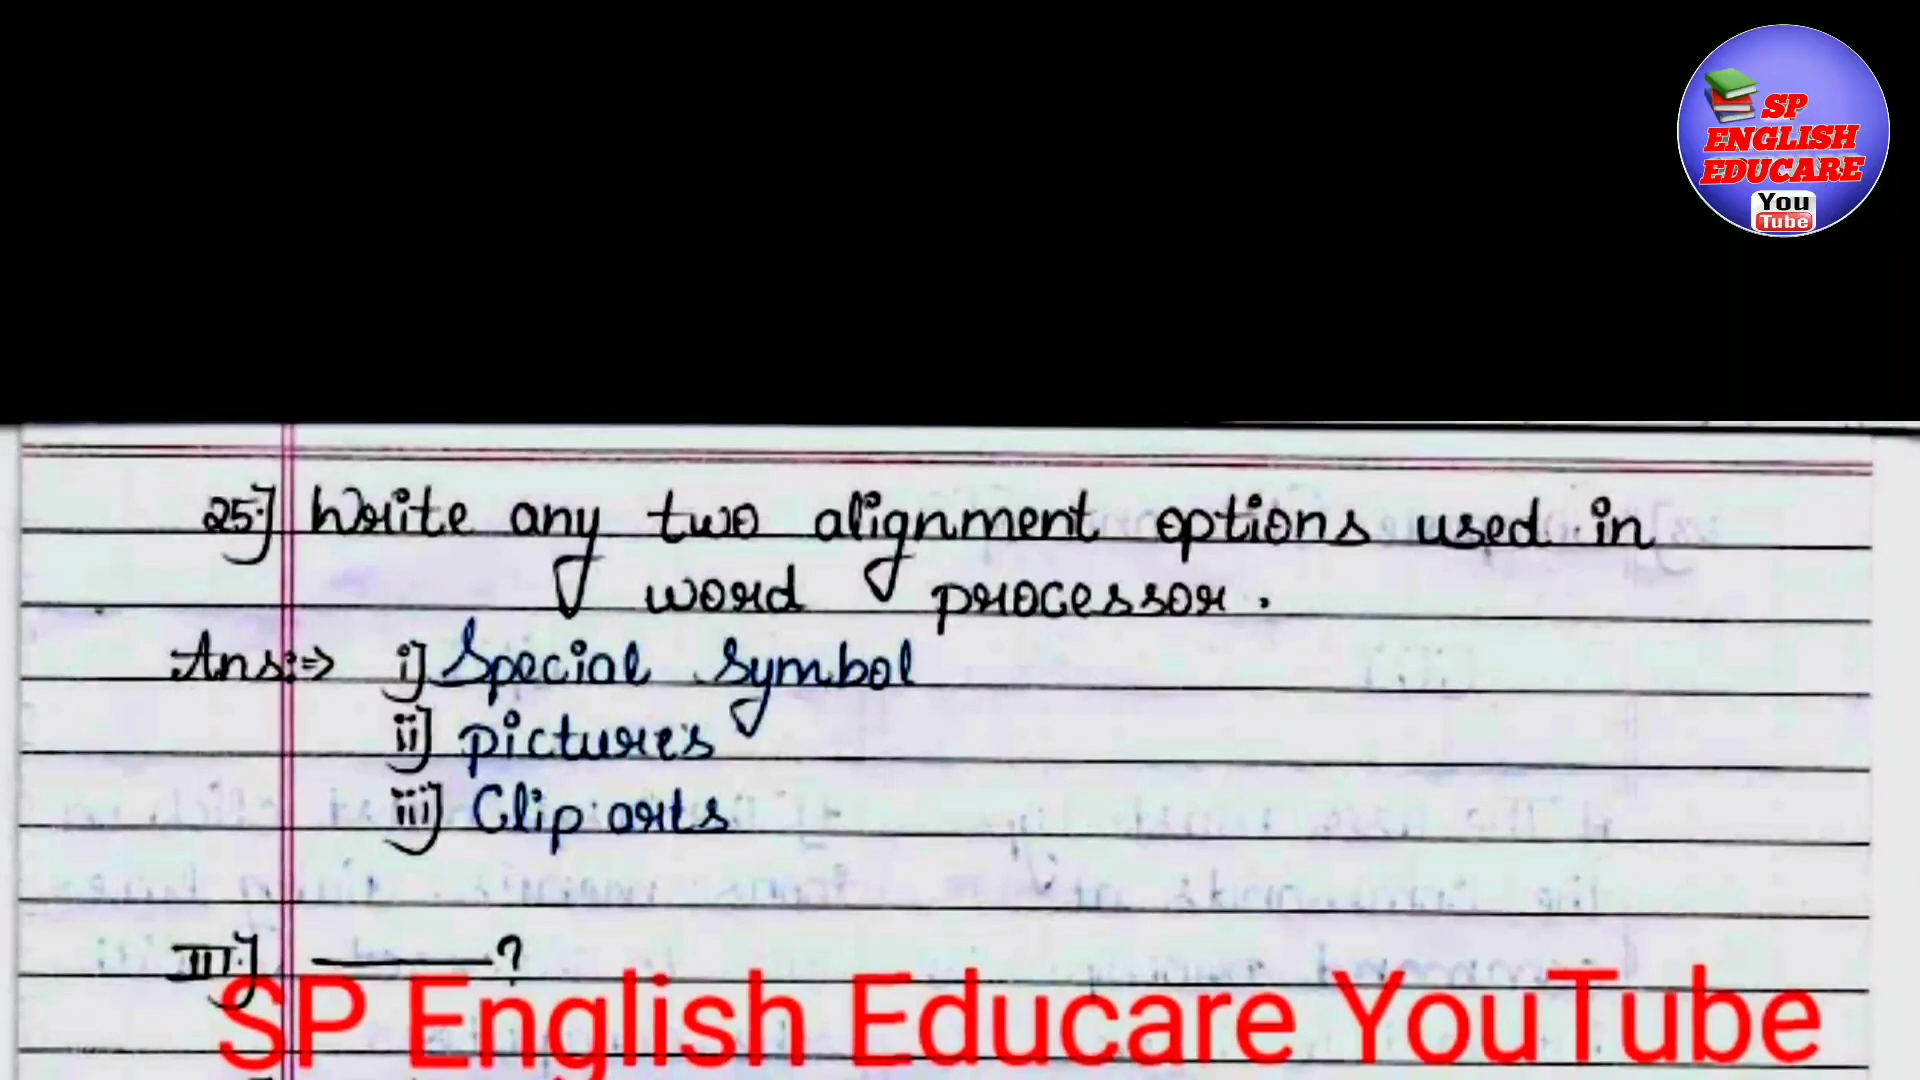 SP
ENGLISH
EDUCARE
You
Tube
25.] Write any two alignment options used in
word processor.
Ans:⇒ i] Special Symbol
ii] pictures
iii] Clip arts
III.] ______?
SP English Educare YouTube